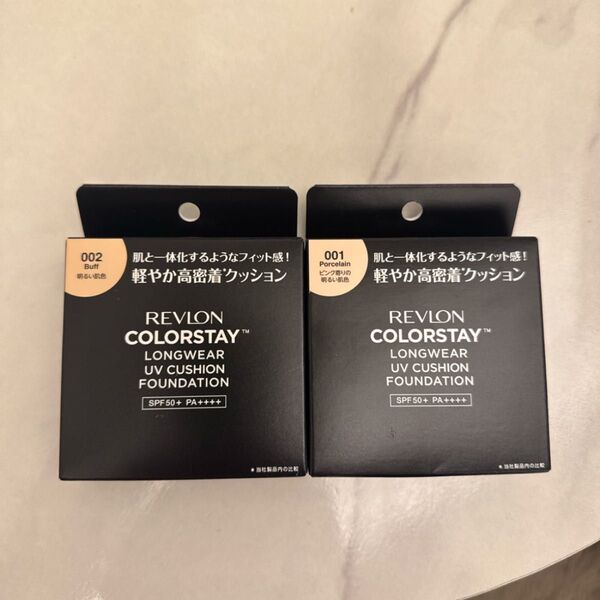 002
Buff
明るい肌色
肌と一体化するようなフィット感!
軽やか高密着*クッション
REVLON
COLORSTAY™
LONGWEAR
UV CUSHION
FOUNDATION
SPF50+ PA++++
*当社製品内の比較
001
Porcelain
ピンク寄りの
明るい肌色
肌と一体化するようなフィット感!
軽やか高密着*クッション
REVLON
COLORSTAY™
LONGWEAR
UV CUSHION
FOUNDATION
SPF50+ PA++++
*当社製品内の比較